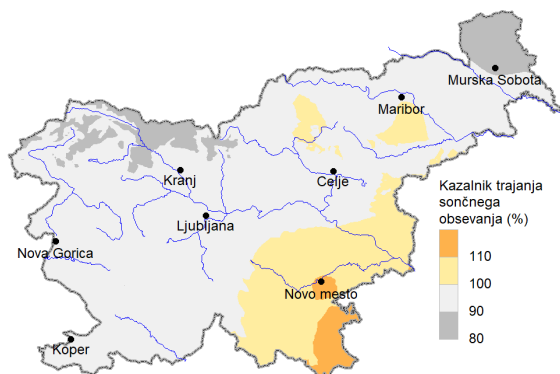 Murska Sobota
Maribor
Kranj
Celje
Ljubljana
Nova Gorica
Novo mesto
Koper
Kazalnik trajanja
sončnega
obsevanja (%)
110
100
90
80